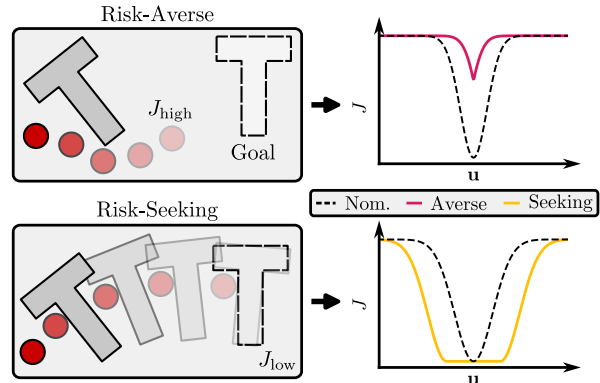 Risk-Averse
J_high
Goal
J
u
Nom. Averse Seeking
Risk-Seeking
J_low
J
u